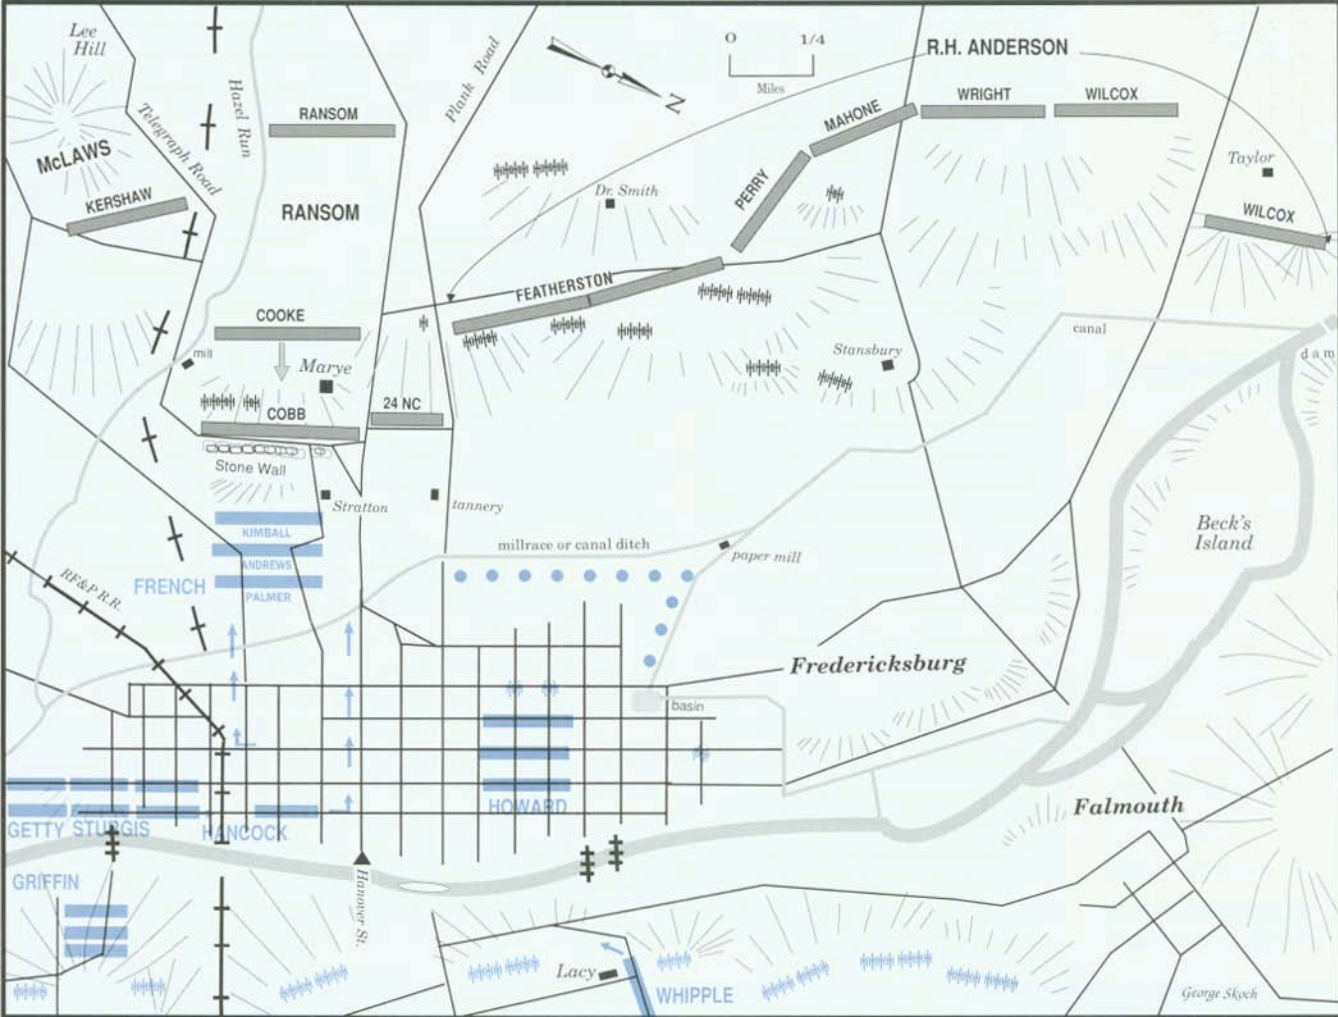 Lee
Hill
Hazel Run
RANSOM
Plank Road
N
0 1/4
Miles
R.H. ANDERSON
WRIGHT
WILCOX
MAHONE
Telegraph Road
McLAWS
KERSHAW
RANSOM
Dr. Smith
PERRY
Taylor
WILCOX
FEATHERSTON
COOKE
mill
Marye
COBB
24 NC
Stansbury
canal
dam
Stone Wall
Stratton
tannery
KIMBALL
ANDREWS
PALMER
FRENCH
RF&P R.R.
millrace or canal ditch
paper mill
Beck's
Island
Fredericksburg
basin
HOWARD
GETTY
STURGIS
HANCOCK
Falmouth
GRIFFIN
Hanover St.
Lacy
WHIPPLE
George Skoch